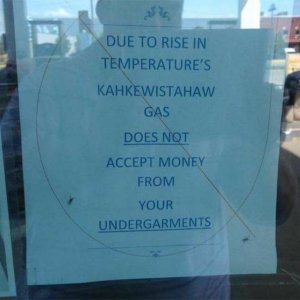 DUE TO RISE IN
TEMPERATURE'S
KAHKEWISTAHAW
GAS
DOES NOT
ACCEPT MONEY
FROM
YOUR
UNDERGARMENTS